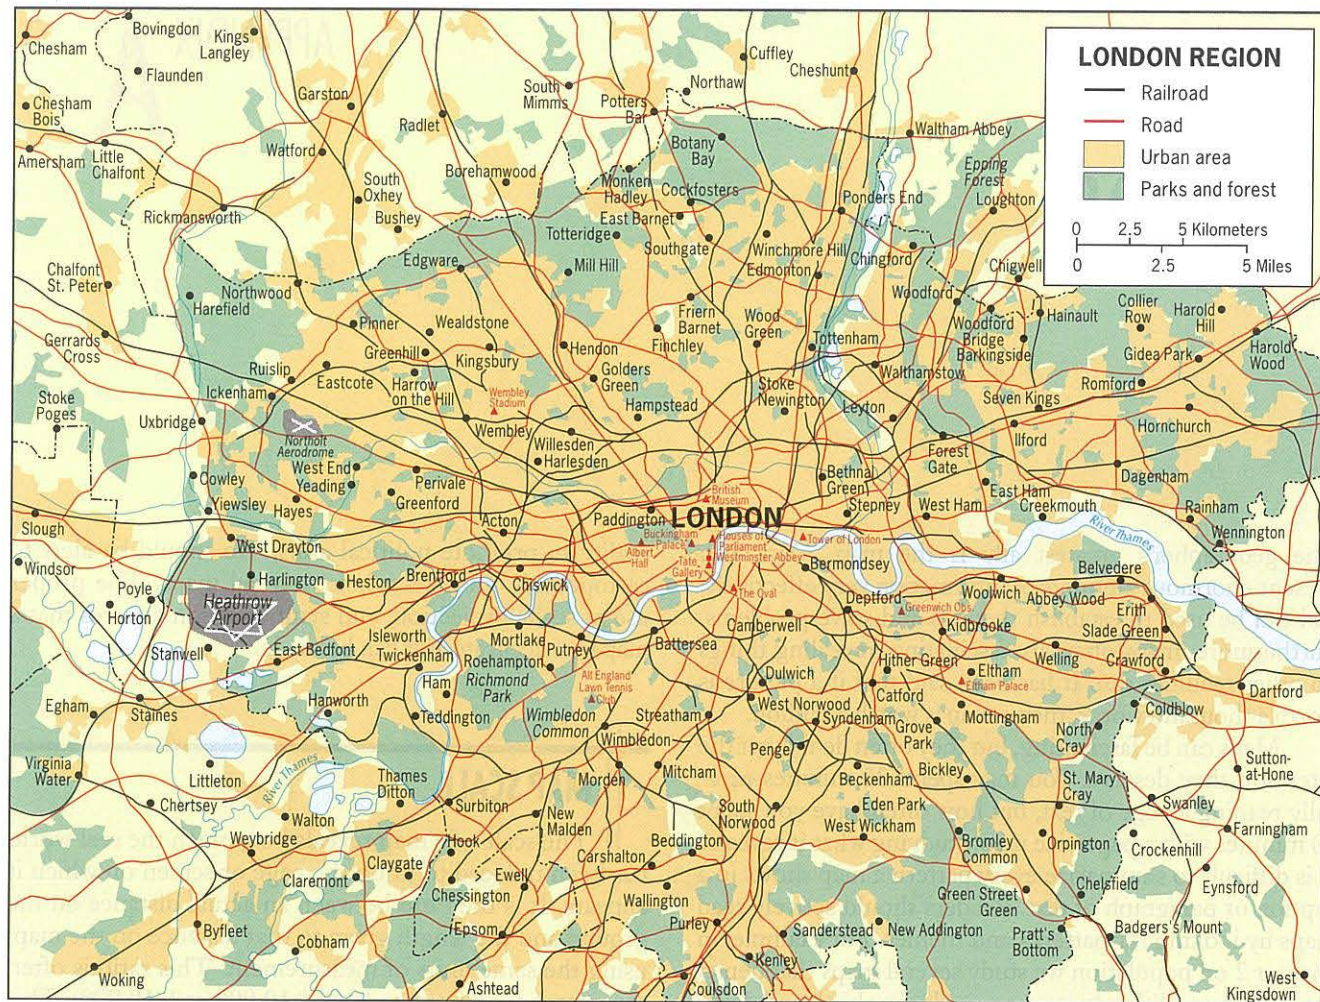 LONDON REGION
Railroad
Road
Urban area
Parks and forest
0 2.5 5 Kilometers
0 2.5 5 Miles
Bovingdon
Chesham
Kings
Langley
Flaunden
Cuffley
Cheshunt
Northaw
South
Mimms
Potters
Bar
Garston
Chesham
Bois
Radlet
Waltham Abbey
Amersham
Little
Chalfont
Watford
Botany
Bay
Epping
Forest
Loughton
Borehamwood
Monken
Hadley
Cockfosters
South
Oxhey
Bushey
Rickmansworth
East Barnet
Ponders End
Totteridge
Southgate
Winchmore Hill
Chingford
Edmonton
Chalfont
St. Peter
Edgware
Mill Hill
Chigwell
Northwood
Harefield
Woodford
Collier
Row
Harold
Hill
Friern
Barnet
Wood
Green
Woodford
Bridge
Hainault
Pinner
Wealdstone
Gerrards
Cross
Greenhill
Kingsbury
Hendon
Finchley
Tottenham
Barkingside
Gidea Park
Harold
Wood
Ruislip
Eastcote
Harrow
on the Hill
Golders
Green
Walthamstow
Romford
Ickenham
Stoke
Poges
Wembley
Stadium
Hampstead
Stoke
Newington
Leyton
Seven Kings
Uxbridge
Northolt
Aerodrome
Wembley
Willesden
Ilford
Hornchurch
Harlesden
Forest
Gate
West End
Yeading
Cowley
Perivale
Bethnal
Green
Dagenham
Yiewsley
Hayes
Greenford
British
Museum
East Ham
Slough
Acton
Paddington
LONDON
Stepney
West Ham
Creekmouth
Rainham
River Thames
Wennington
West Drayton
Buckingham
Palace
Houses of
Parliament
Tower of London
Albert
Hall
Westminster Abbey
Tate
Gallery
Windsor
Harlington
Heston
Brentford
Chiswick
Bermondsey
Belvedere
Poyle
Horton
Heathrow
Airport
The Oval
Deptford
Woolwich
Abbey Wood
Greenwich Obs.
Erith
Isleworth
Mortlake
Putney
Battersea
Camberwell
Kidbrooke
Slade Green
Stanwell
East Bedfont
Twickenham
Roehampton
Richmond
Park
Dulwich
Hither Green
Welling
Crawford
Ham
All England
Lawn Tennis
Club
Eltham
Eltham Palace
Catford
Dartford
Egham
Staines
Hanworth
Teddington
Wimbledon
Common
Streatham
West Norwood
Syndenham
Mottingham
Coldblow
Grove
Park
North
Cray
Wimbledon
Penge
Sutton-
at-Hone
Virginia
Water
Littleton
River Thames
Thames
Ditton
Morden
Mitcham
Beckenham
Bickley
St. Mary
Cray
Chertsey
Surbiton
Swanley
Walton
New
Malden
South
Norwood
Eden Park
West Wickham
Farningham
Weybridge
Hook
Beddington
Bromley
Common
Orpington
Crockenhill
Claygate
Carshalton
Claremont
Chessington
Ewell
Wallington
Green Street
Green
Chelsfield
Eynsford
Byfleet
Cobham
Epsom
Purley
Sanderstead
New Addington
Pratt's
Bottom
Badgers's Mount
Kenley
Woking
Ashtead
Coulsdon
West
Kingsdown